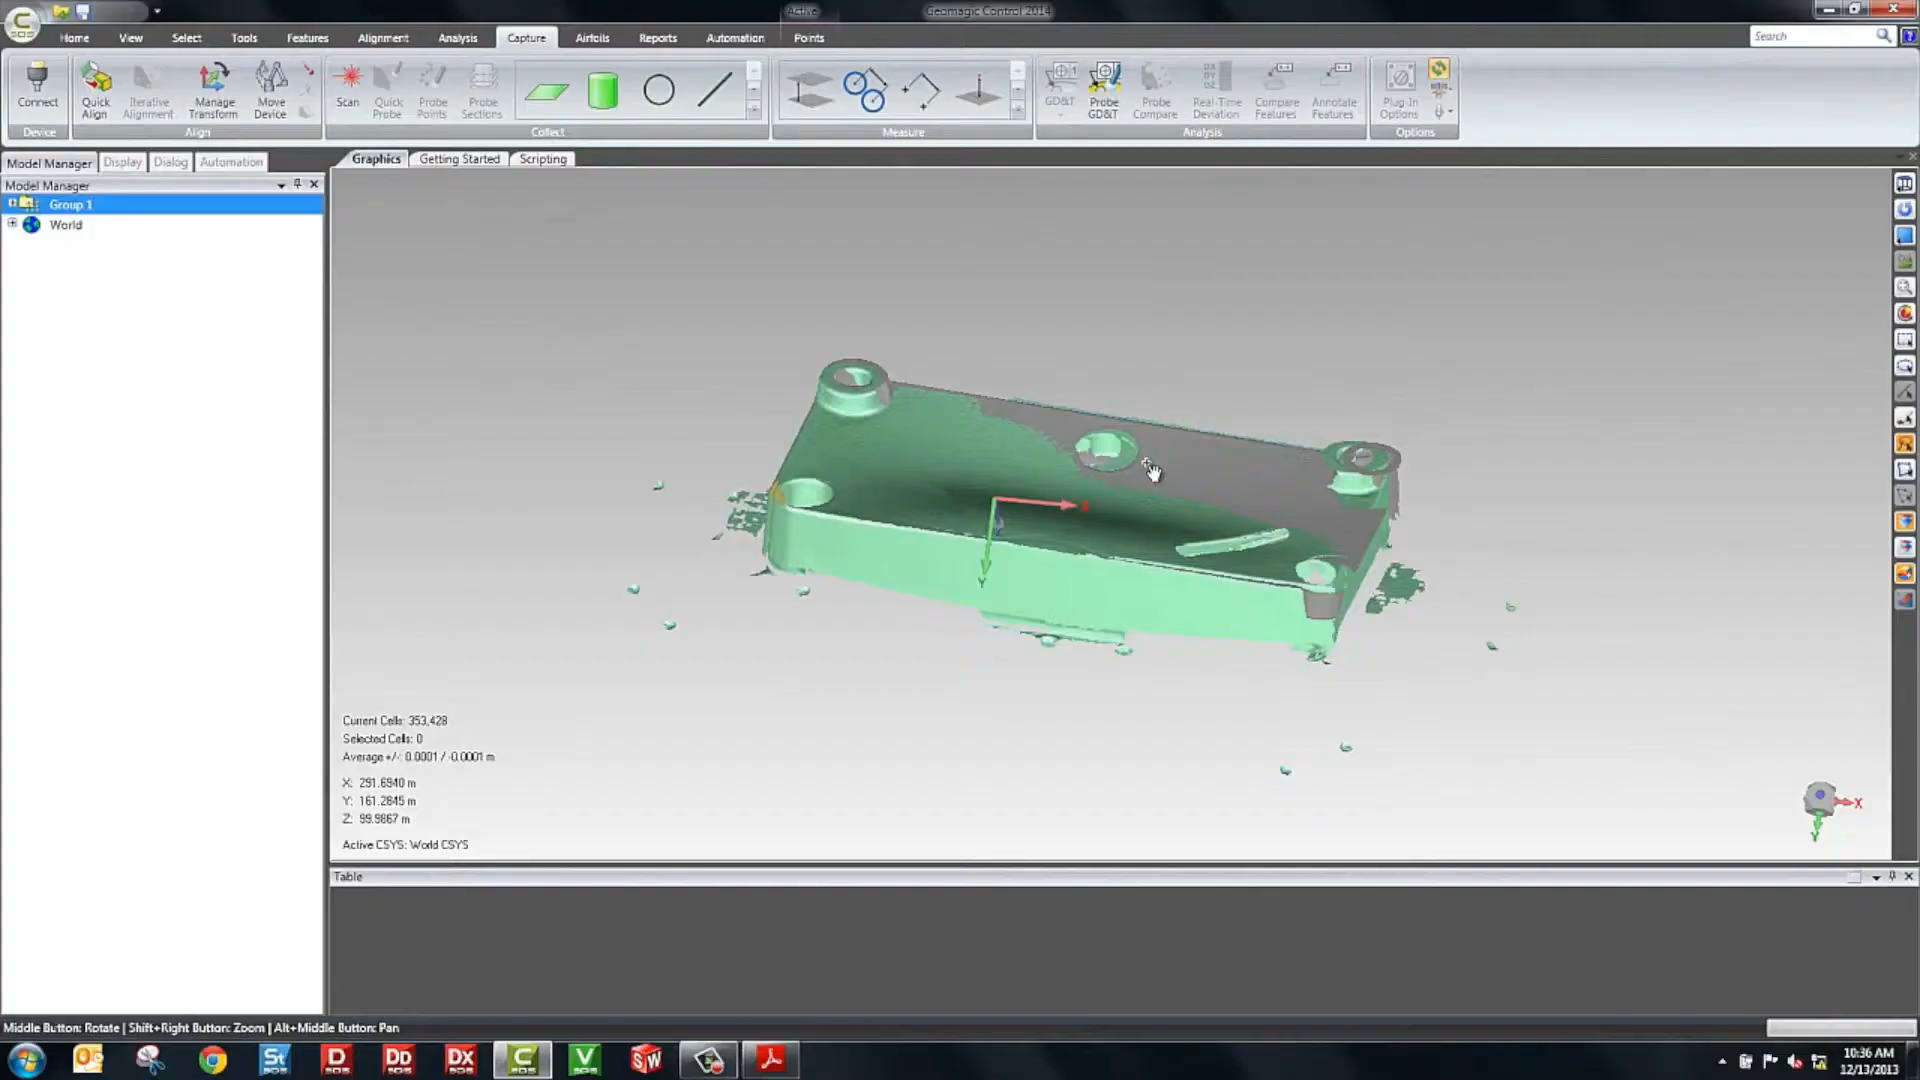 Active
Geomagic Control 2014
Home View Select Tools Features Alignment Analysis Capture Airfoils Reports Automation Points
Search
Connect
Quick Align
Iterative Alignment
Manage Transform
Move Device
Scan
Quick Probe
Probe Points
Probe Sections
GD&T
Probe GD&T
Probe Compare
Real-Time Deviation
Compare Features
Annotate Features
Plug-In Options
Device Align Collect Measure Analysis Options
Model Manager Display Dialog Automation
Graphics Getting Started Scripting
Model Manager
Group 1
World
X
Y
Current Cells: 353,428
Selected Cells: 0
Average +/-: 0.0001 / -0.0001 m
X: 291.6940 m
Y: 161.2845 m
Z: 99.9867 m
Active CSYS: World CSYS
X
Y
Table
Middle Button: Rotate | Shift+Right Button: Zoom | Alt+Middle Button: Pan
St D Dd DX C V SW
10:36 AM
12/13/2013